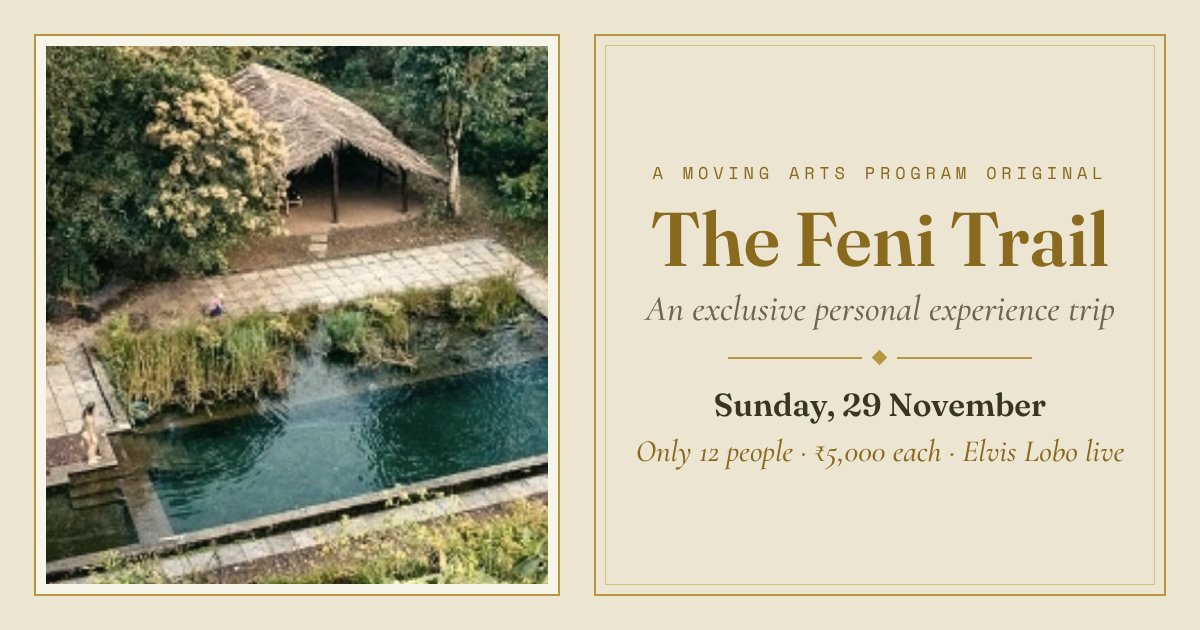 A MOVING ARTS PROGRAM ORIGINAL
The Feni Trail
An exclusive personal experience trip
Sunday, 29 November
Only 12 people · ₹5,000 each · Elvis Lobo live